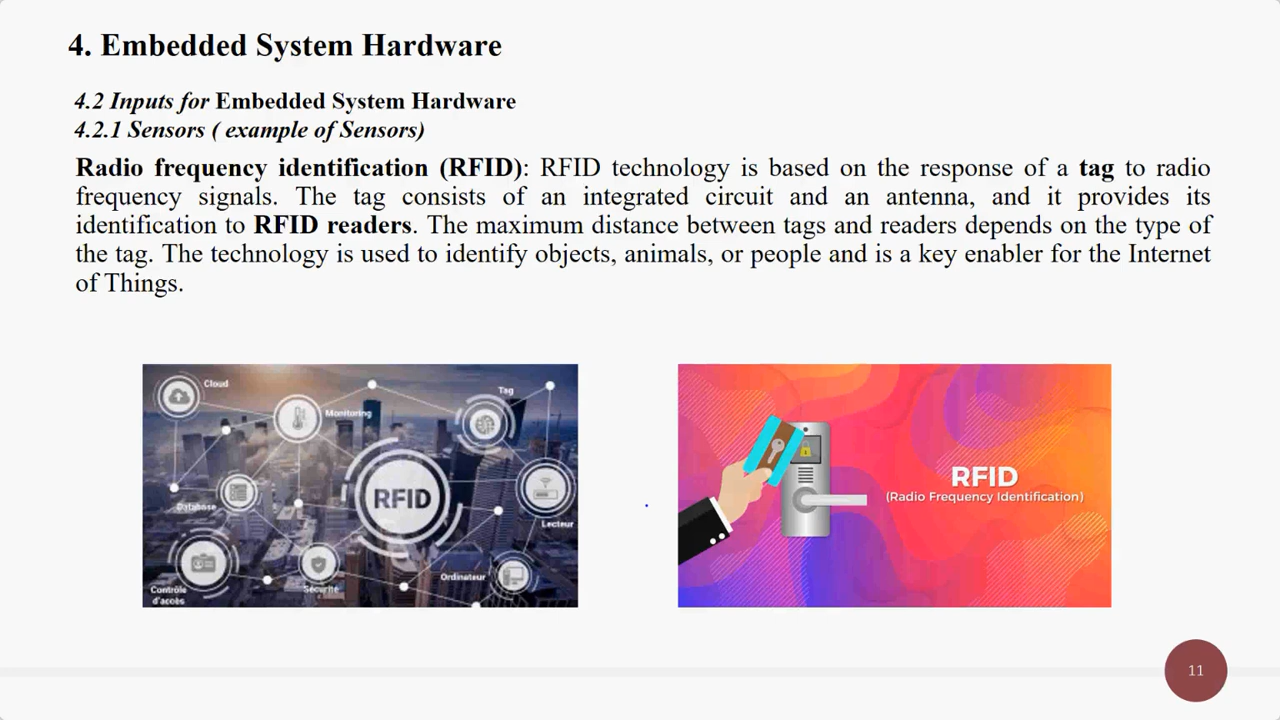 4. Embedded System Hardware
4.2 Inputs for Embedded System Hardware
4.2.1 Sensors ( example of Sensors)
Radio frequency identification (RFID): RFID technology is based on the response of a tag to radio
frequency signals. The tag consists of an integrated circuit and an antenna, and it provides its
identification to RFID readers. The maximum distance between tags and readers depends on the type of
the tag. The technology is used to identify objects, animals, or people and is a key enabler for the Internet
of Things.
Cloud
Monitoring
Tag
RFID
Database
Lecteur
Contrôle
d'accès
Sécurité
Ordinateur
RFID
(Radio Frequency Identification)
11